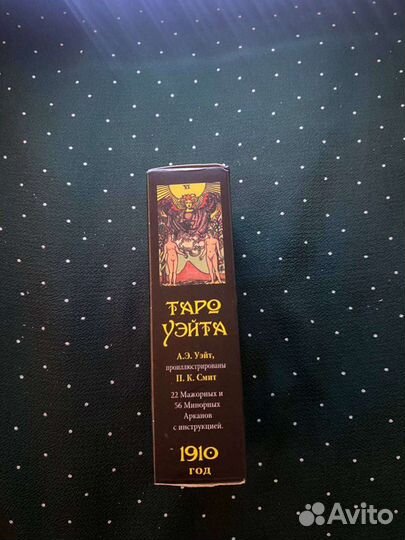 VI
ТАРО
УЭЙТА
А.Э. Уэйт,
проиллюстрированы
П. К. Смит
22 Мажорных и
56 Минорных
Арканов
с инструкцией.
1910
год
Avito